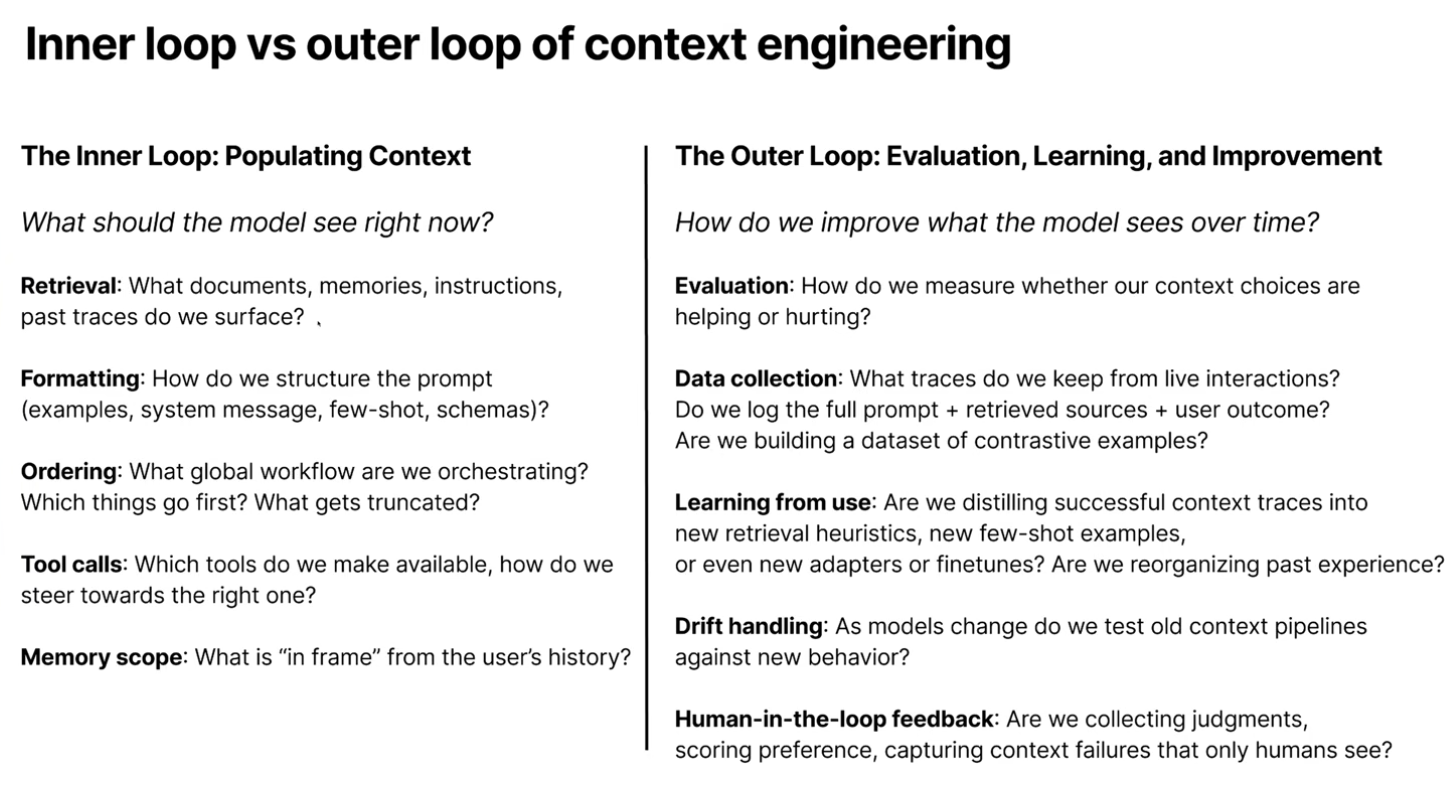 Inner loop vs outer loop of context engineering
The Inner Loop: Populating Context
What should the model see right now?
Retrieval: What documents, memories, instructions,
past traces do we surface?
Formatting: How do we structure the prompt
(examples, system message, few-shot, schemas)?
Ordering: What global workflow are we orchestrating?
Which things go first? What gets truncated?
Tool calls: Which tools do we make available, how do we
steer towards the right one?
Memory scope: What is “in frame” from the user’s history?
The Outer Loop: Evaluation, Learning, and Improvement
How do we improve what the model sees over time?
Evaluation: How do we measure whether our context choices are
helping or hurting?
Data collection: What traces do we keep from live interactions?
Do we log the full prompt + retrieved sources + user outcome?
Are we building a dataset of contrastive examples?
Learning from use: Are we distilling successful context traces into
new retrieval heuristics, new few-shot examples,
or even new adapters or finetunes? Are we reorganizing past experience?
Drift handling: As models change do we test old context pipelines
against new behavior?
Human-in-the-loop feedback: Are we collecting judgments,
scoring preference, capturing context failures that only humans see?